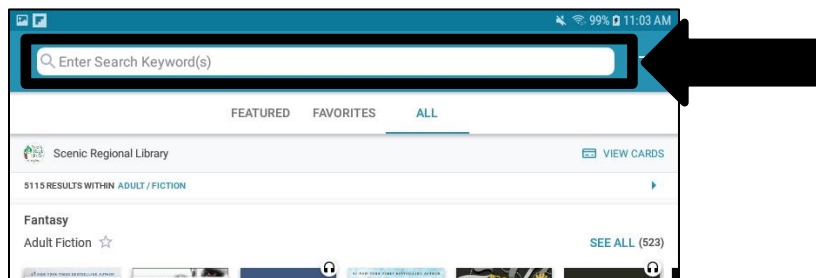 99% 11:03 AM
Enter Search Keyword(s)
FEATURED FAVORITES ALL
Scenic Regional Library VIEW CARDS
5115 RESULTS WITHIN ADULT / FICTION
Fantasy
Adult Fiction SEE ALL (523)